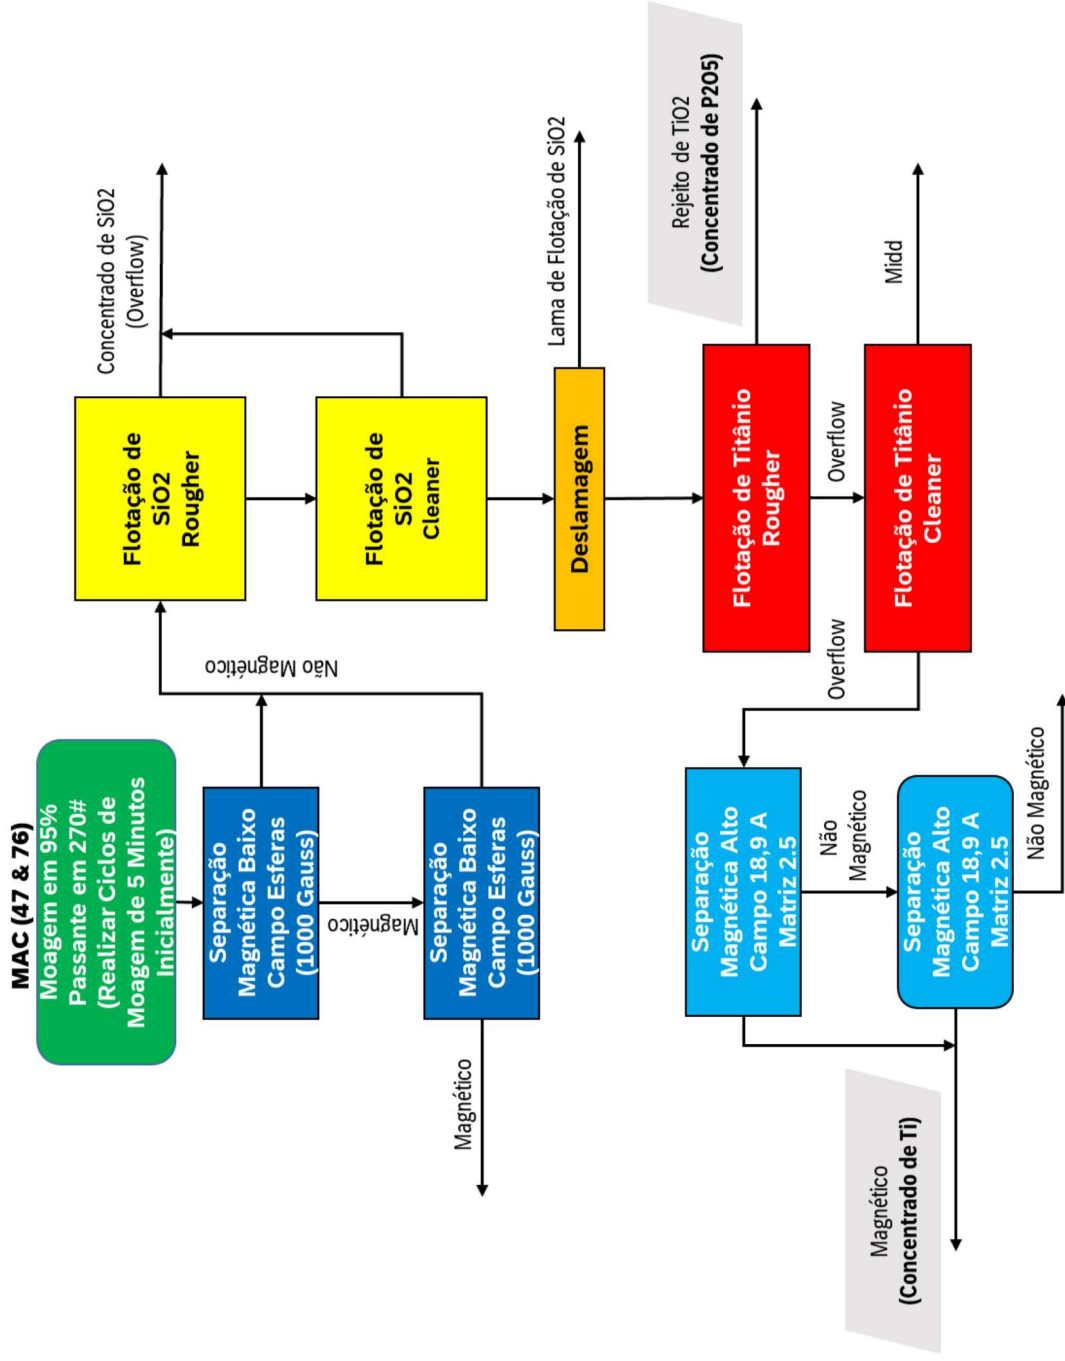 MAC (47 & 76)
Moagem em 95%
Passante em 270#
(Realizar Ciclos de
Moagem de 5 Minutos
Inicialmente)
Separação
Magnética Baixo
Campo Esferas
(1000 Gauss)
Magnético
Separação
Magnética Baixo
Campo Esferas
(1000 Gauss)
Magnético
Não Magnético
Flotação de
SiO2
Rougher
Concentrado de SiO2
(Overflow)
Flotação de
SiO2
Cleaner
Deslamagem
Lama de Flotação de SiO2
Flotação de Titânio
Rougher
Rejeito de TiO2
(Concentrado de P2O5)
Overflow
Flotação de Titânio
Cleaner
Midd
Overflow
Separação
Magnética Alto
Campo 18,9 A
Matriz 2.5
Não
Magnético
Separação
Magnética Alto
Campo 18,9 A
Matriz 2.5
Não Magnético
Magnético
(Concentrado de Ti)